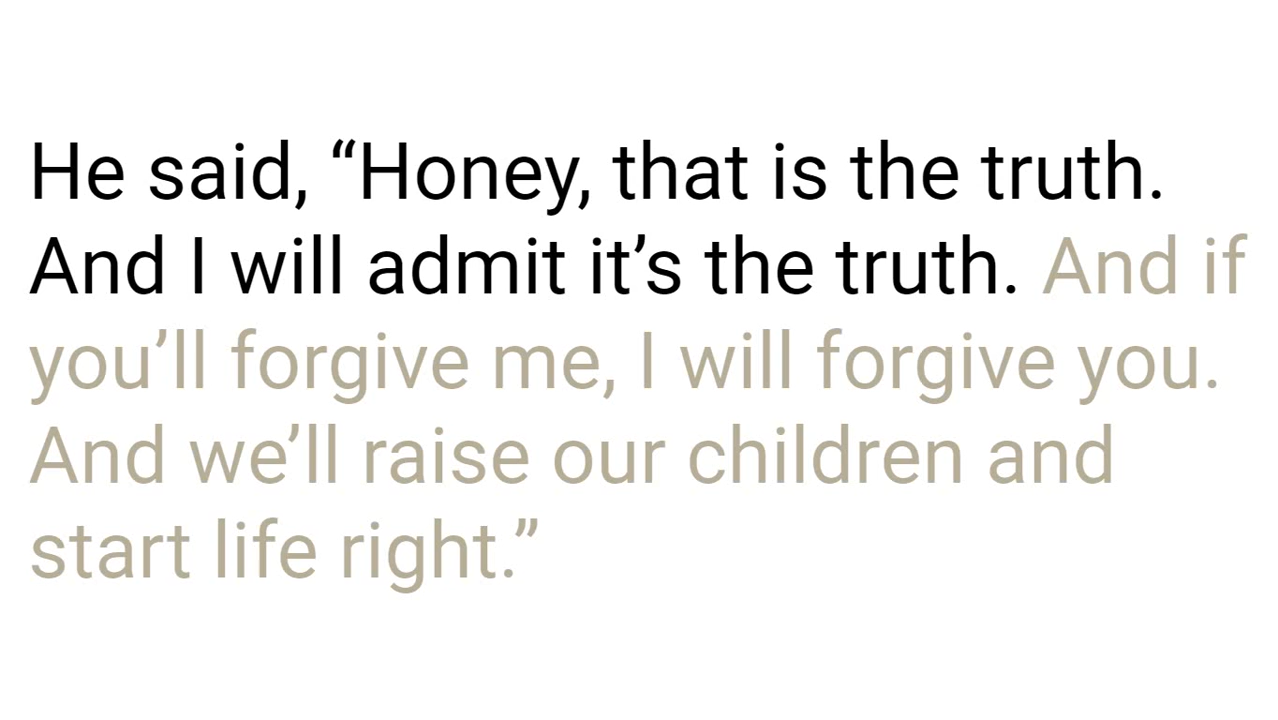 He said, “Honey, that is the truth.
And I will admit it’s the truth. And if
you’ll forgive me, I will forgive you.
And we’ll raise our children and
start life right.”